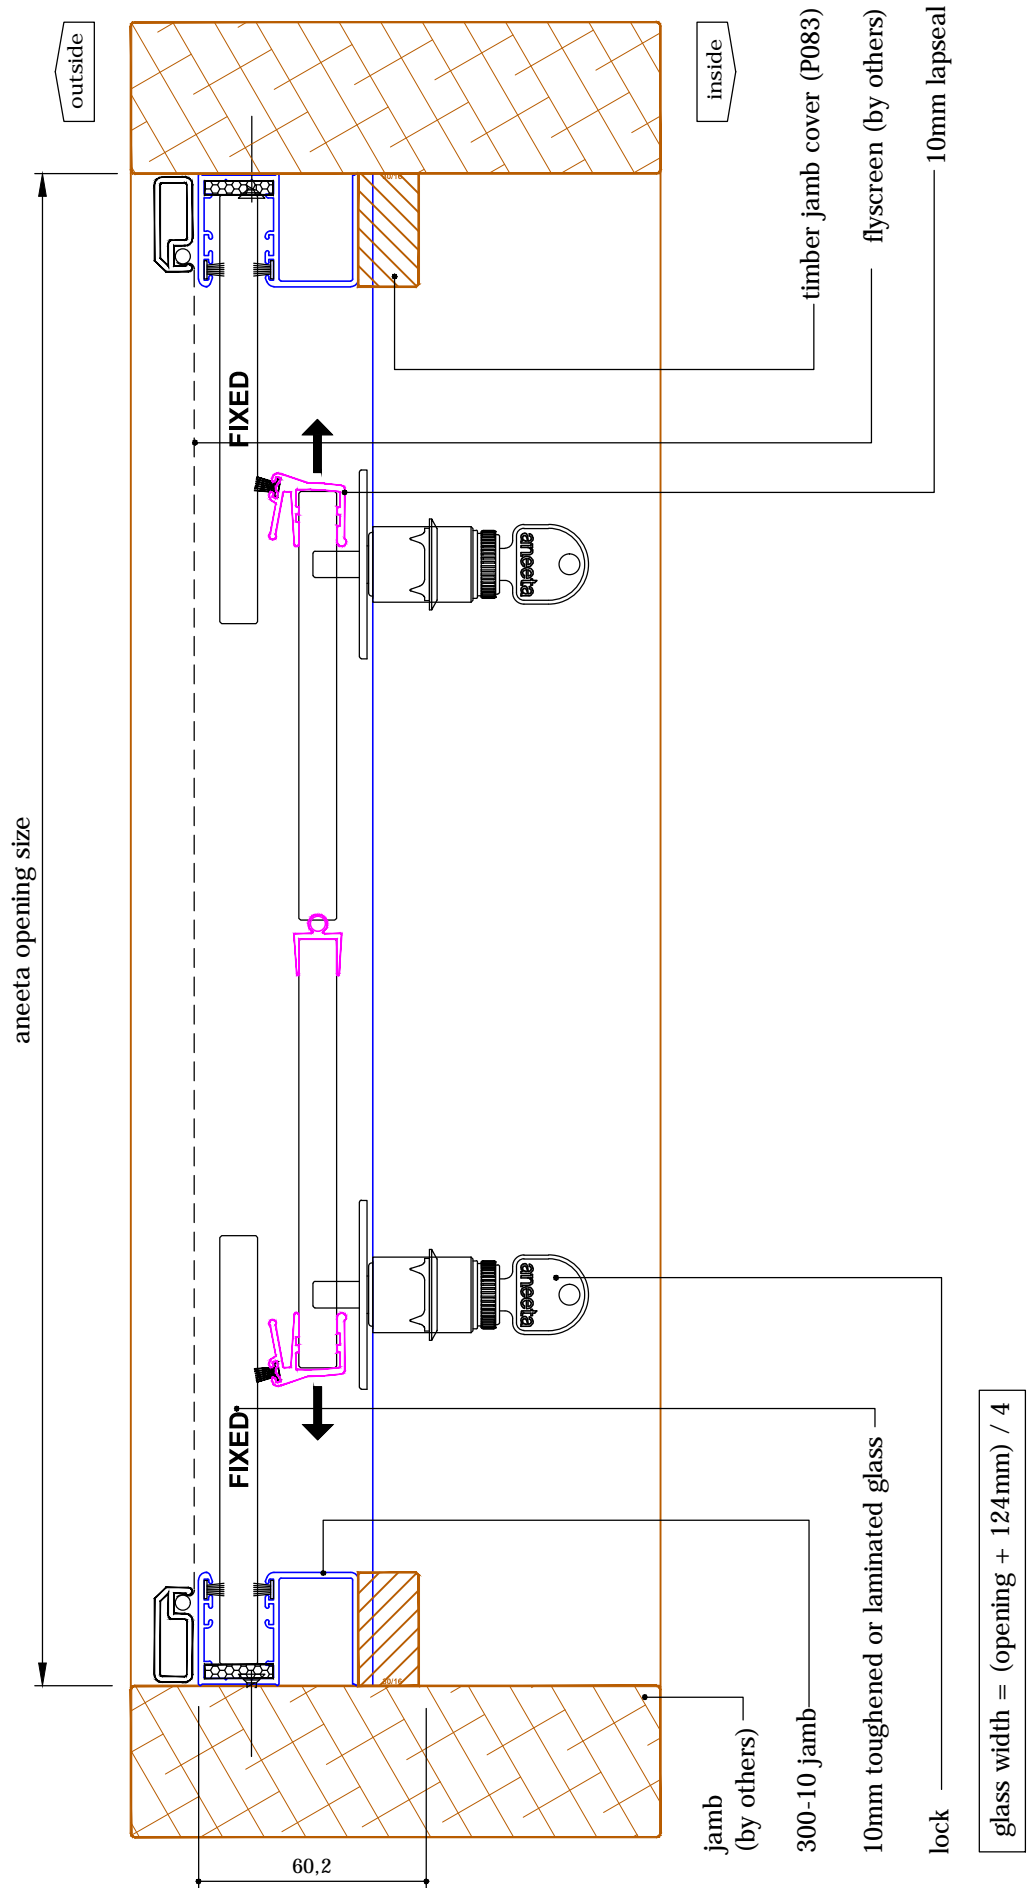 outside
inside
aneeta opening size
timber jamb cover (P083)
flyscreen (by others)
10mm lapseal
FIXED
aneeta
aneeta
FIXED
jamb
(by others)
300-10 jamb
10mm toughened or laminated glass
lock
glass width = (opening + 124mm) / 4
60,2